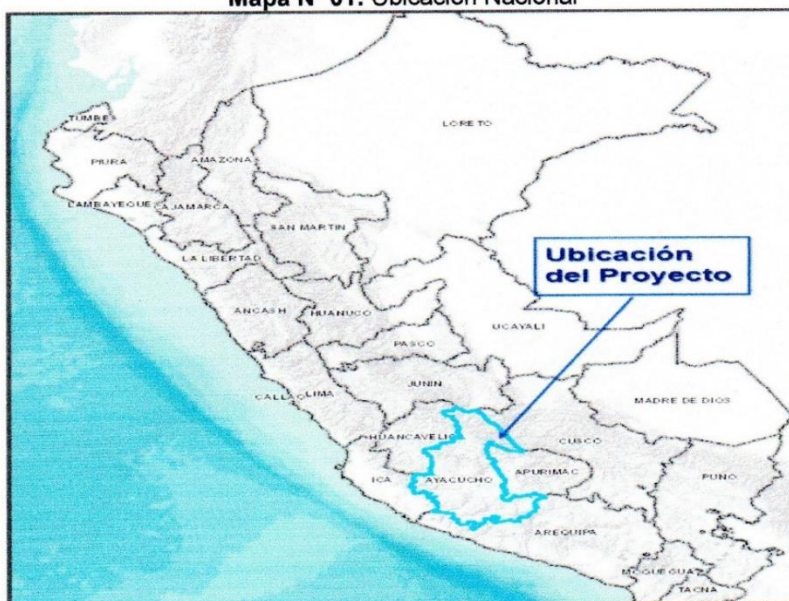 Mapa N° 01: Ubicación Nacional
TUMBES
LORETO
PIURA
AMAZONA
LAMBAYEQUE
CAJAMARCA
SAN MARTIN
Ubicación
del Proyecto
LA LIBERTAD
ANCASH
HUANUCO
UCAYALI
PASCO
JUNIN
CALLAO
LIMA
MADRE DE DIOS
HUANCAVELIC
CUSCO
ICA
AYACUCHO
APURIMAC
PUNO
AREQUIPA
MOQUEGUA
TACNA